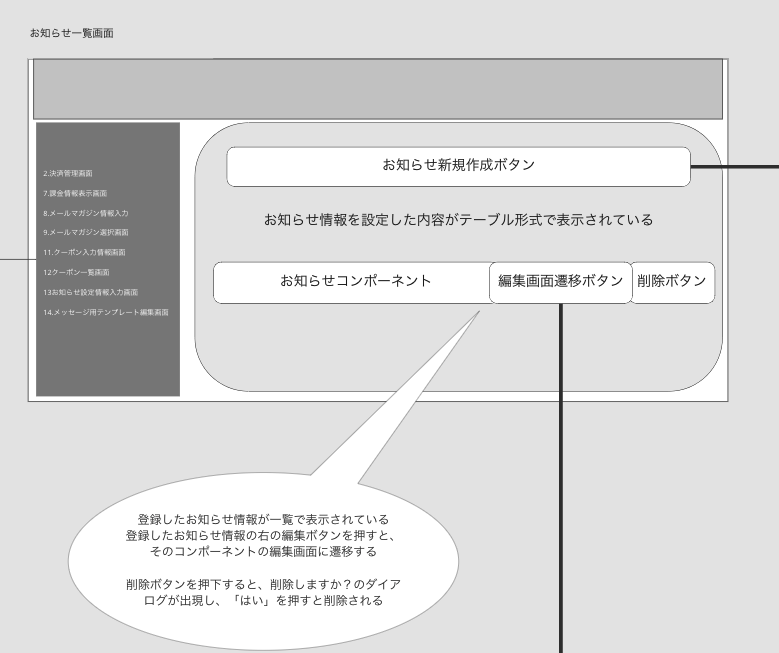 お知らせ一覧画面
2.決済管理画面
7.課金情報表示画面
8.メールマガジン情報入力
9.メールマガジン選択画面
11.クーポン入力情報画面
12クーポン一覧画面
13お知らせ設定情報入力画面
14.メッセージ用テンプレート編集画面
お知らせ新規作成ボタン
お知らせ情報を設定した内容がテーブル形式で表示されている
お知らせコンポーネント
編集画面遷移ボタン
削除ボタン
登録したお知らせ情報が一覧で表示されている
登録したお知らせ情報の右の編集ボタンを押すと、
そのコンポーネントの編集画面に遷移する
削除ボタンを押下すると、削除しますか？のダイア
ログが出現し、「はい」を押すと削除される